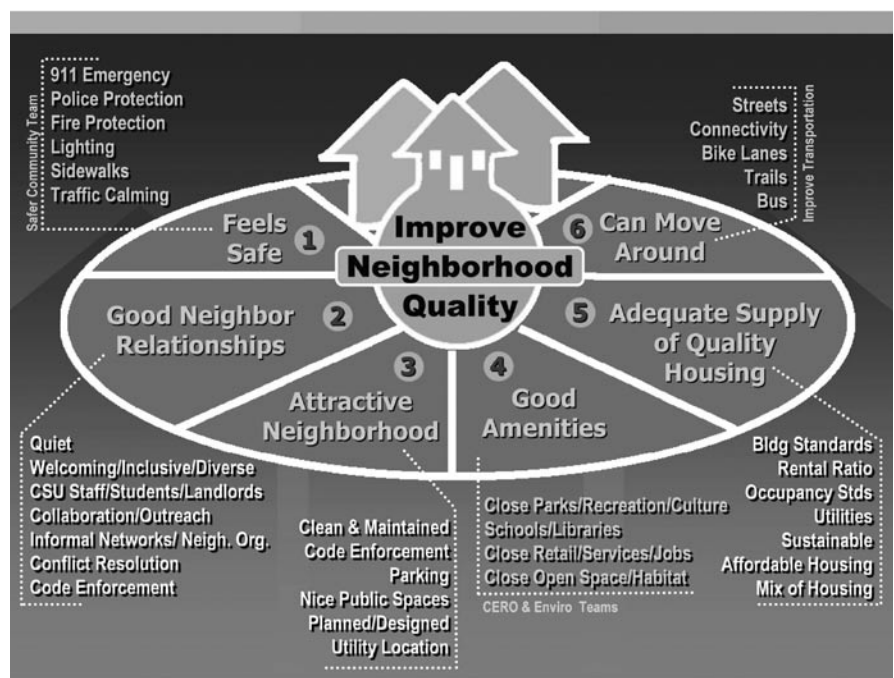 911 Emergency
Police Protection
Fire Protection
Lighting
Sidewalks
Traffic Calming
Safer Community Team
Streets
Connectivity
Bike Lanes
Trails
Bus
Improve Transportation
Improve
Neighborhood
Quality
Feels
Safe
1
6
Can Move
Around
Good Neighbor
Relationships
2
5
Adequate Supply
of Quality
Housing
3
Attractive
Neighborhood
4
Good
Amenities
Quiet
Welcoming/Inclusive/Diverse
CSU Staff/Students/Landlords
Collaboration/Outreach
Informal Networks/ Neigh. Org.
Conflict Resolution
Code Enforcement
Clean & Maintained
Code Enforcement
Parking
Nice Public Spaces
Planned/Designed
Utility Location
Close Parks/Recreation/Culture
Schools/Libraries
Close Retail/Services/Jobs
Close Open Space/Habitat
CERO & Enviro Teams
Bldg Standards
Rental Ratio
Occupancy Stds
Utilities
Sustainable
Affordable Housing
Mix of Housing